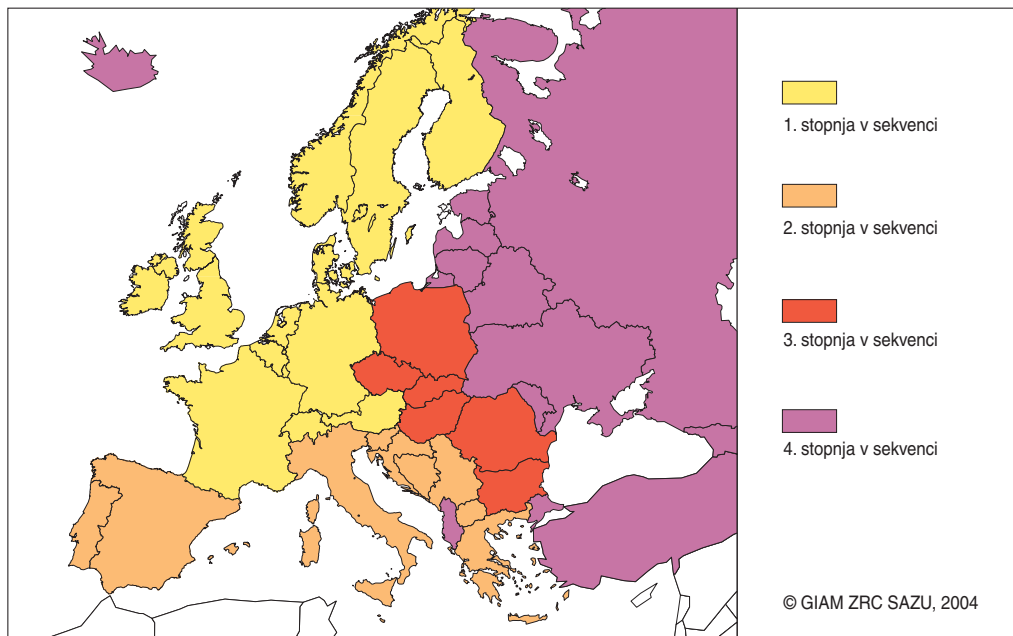 1. stopnja v sekvenci
2. stopnja v sekvenci
3. stopnja v sekvenci
4. stopnja v sekvenci
© GIAM ZRC SAZU, 2004